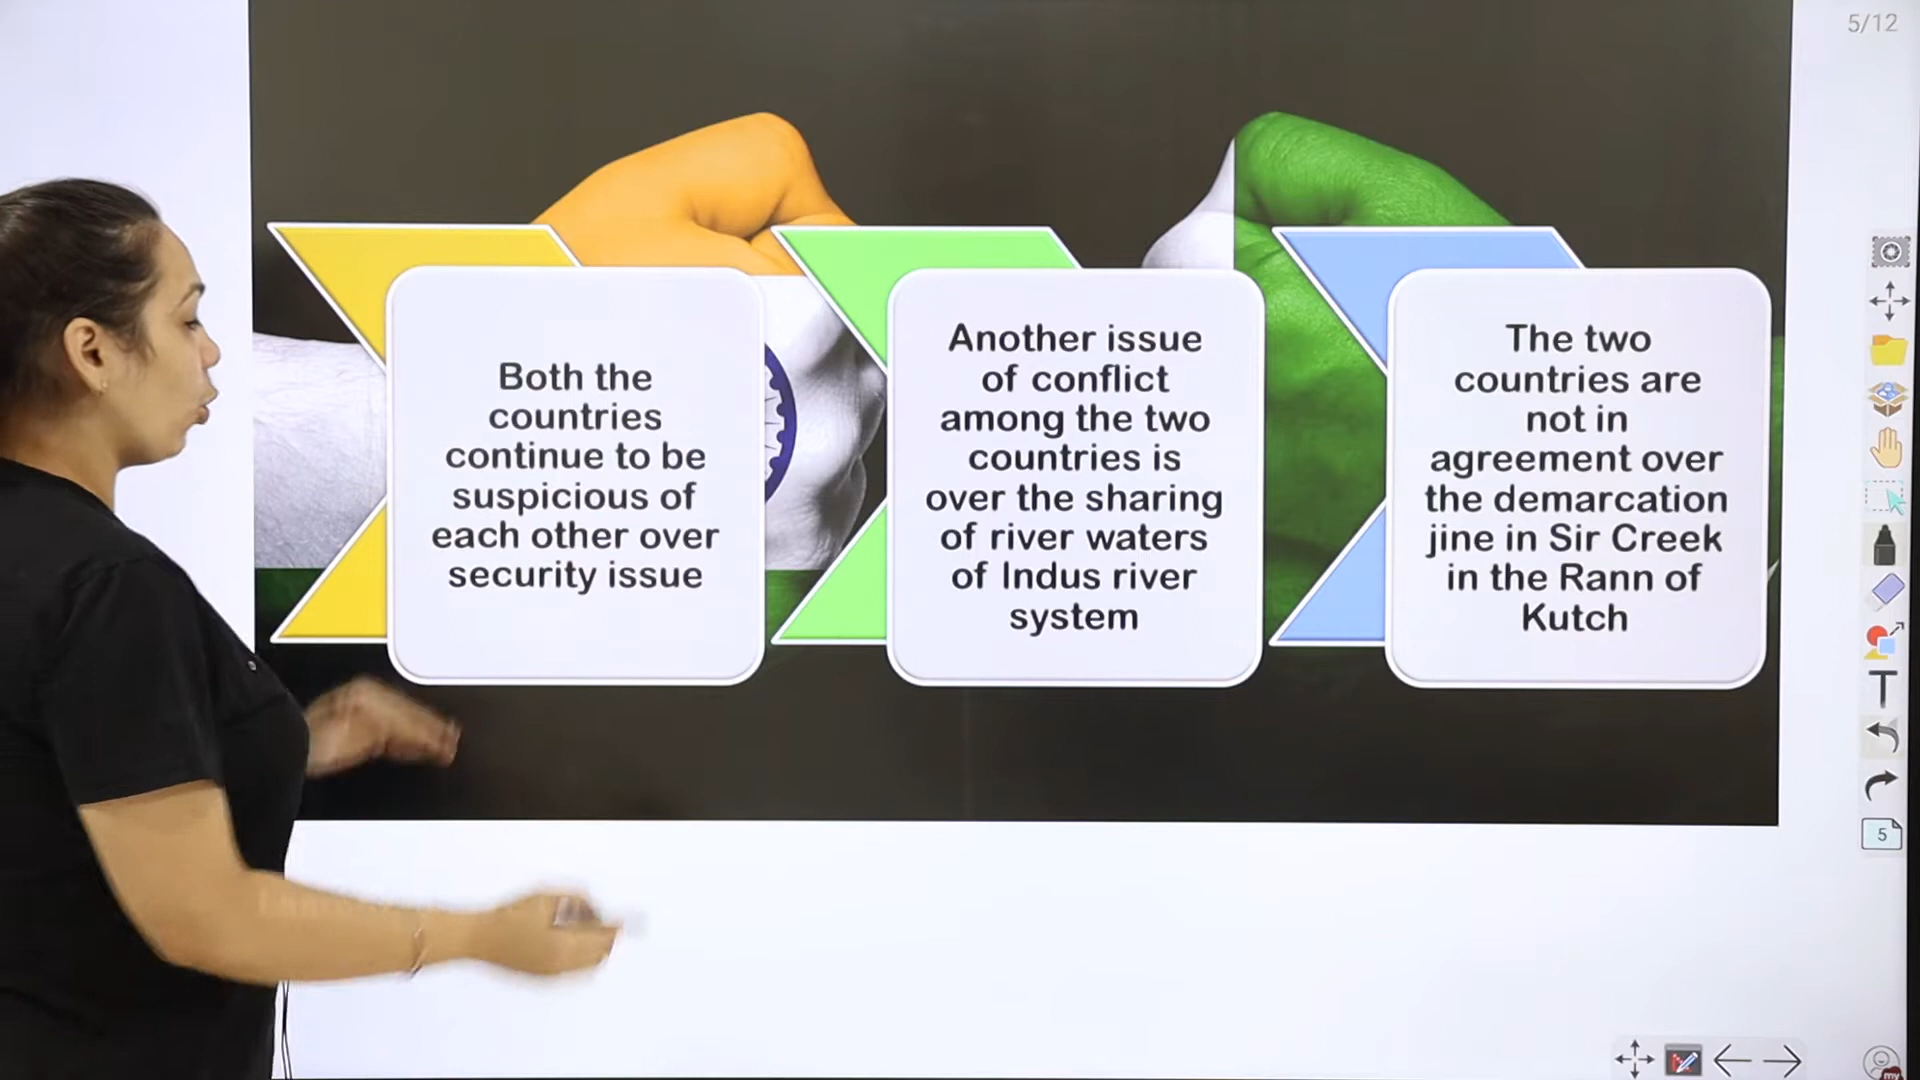 5/12
Both the
countries
continue to be
suspicious of
each other over
security issue
Another issue
of conflict
among the two
countries is
over the sharing
of river waters
of Indus river
system
The two
countries are
not in
agreement over
the demarcation
jine in Sir Creek
in the Rann of
Kutch
T
5
my